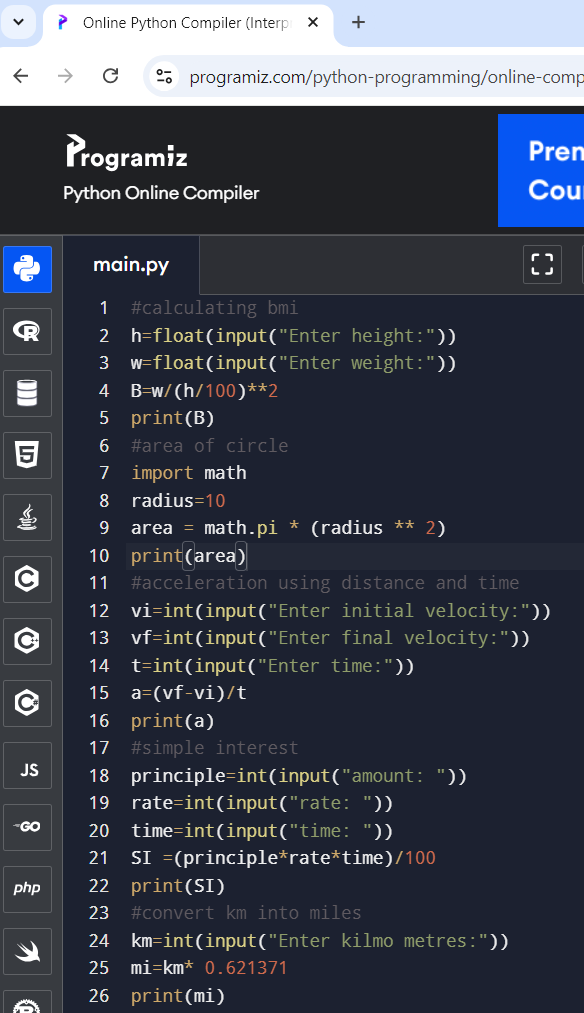 Online Python Compiler (Interp
programiz.com/python-programming/online-comp
Programiz
Python Online Compiler
Prem
Cou
main.py
1 #calculating bmi
2 h=float(input("Enter height:"))
3 w=float(input("Enter weight:"))
4 B=w/(h/100)**2
5 print(B)
6 #area of circle
7 import math
8 radius=10
9 area = math.pi * (radius ** 2)
10 print(area)
11 #acceleration using distance and time
12 vi=int(input("Enter initial velocity:"))
13 vf=int(input("Enter final velocity:"))
14 t=int(input("Enter time:"))
15 a=(vf-vi)/t
16 print(a)
17 #simple interest
18 principle=int(input("amount: "))
19 rate=int(input("rate: "))
20 time=int(input("time: "))
21 SI =(principle*rate*time)/100
22 print(SI)
23 #convert km into miles
24 km=int(input("Enter kilmo metres:"))
25 mi=km* 0.621371
26 print(mi)
R
5
C
C++
C#
JS
GO
php